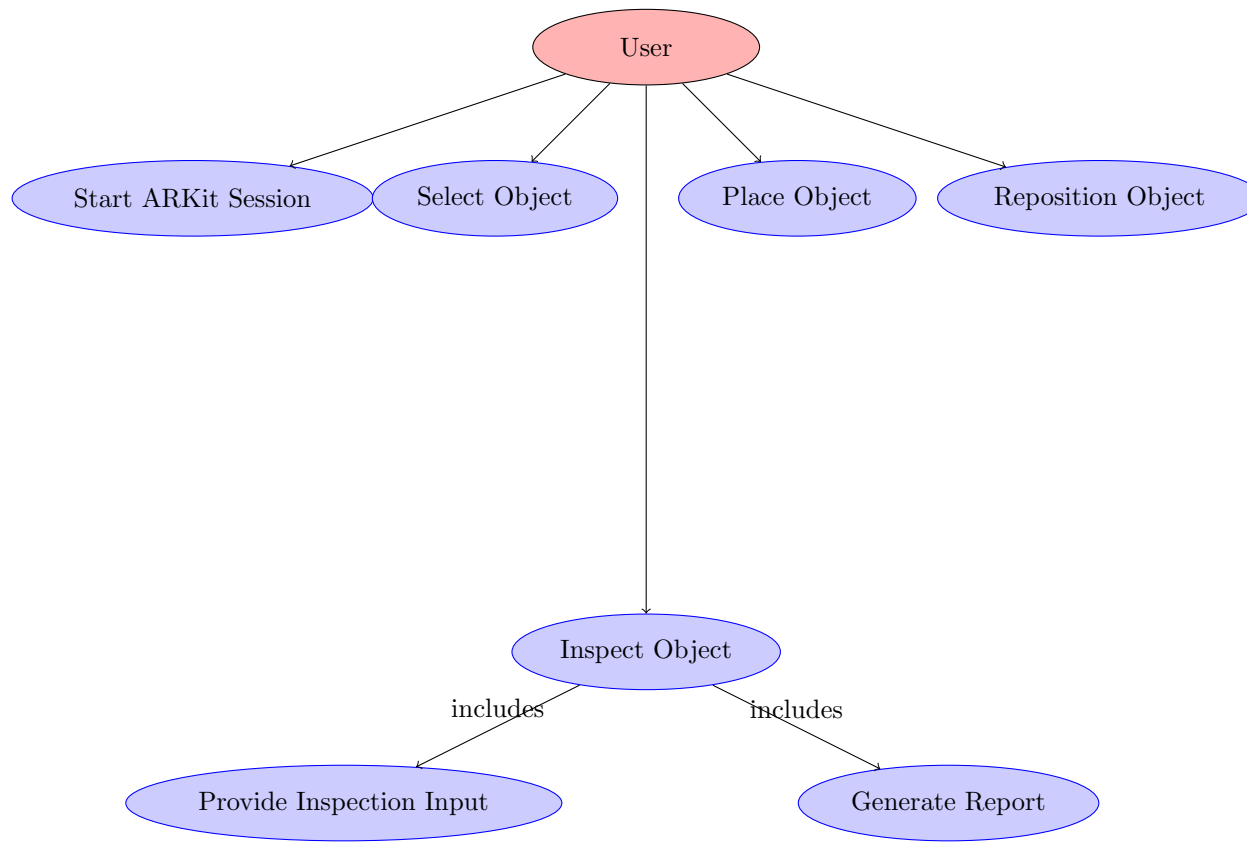 User
Start ARKit Session
Select Object
Place Object
Reposition Object
Inspect Object
includes
includes
Provide Inspection Input
Generate Report